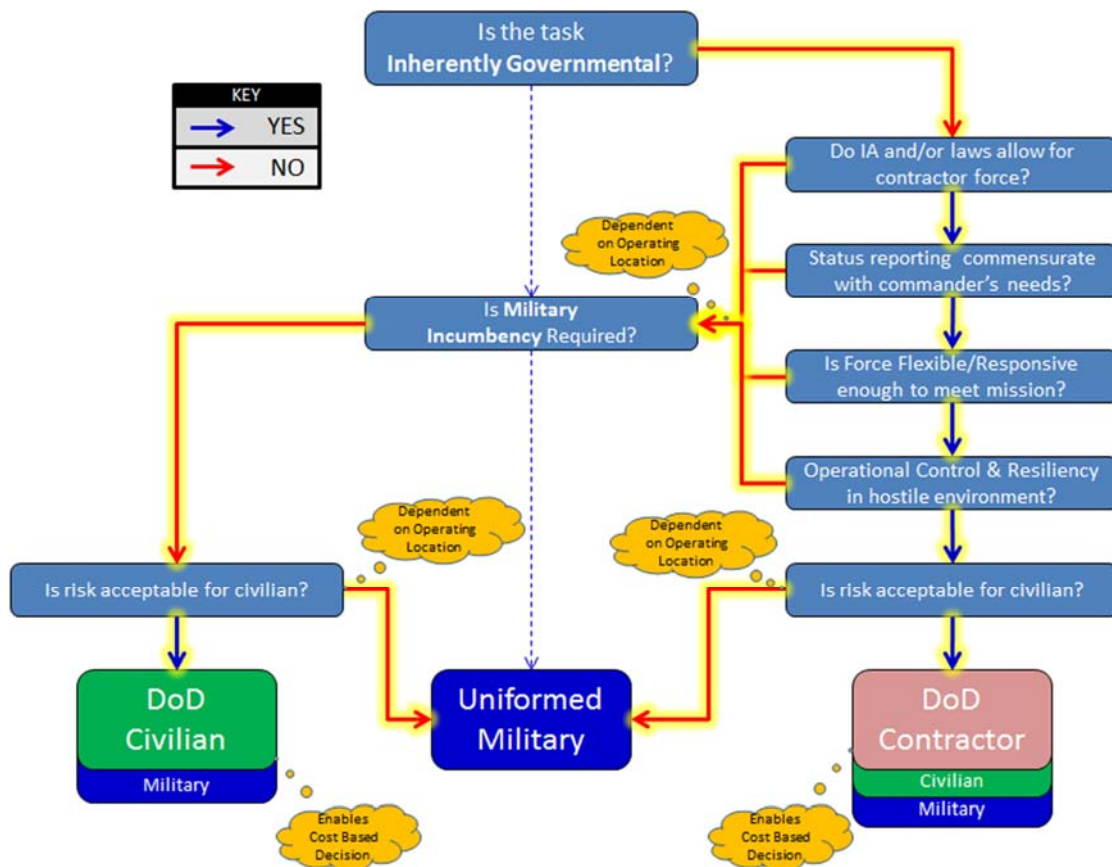 Is the task
Inherently Governmental?
KEY
YES
NO
Do IA and/or laws allow for
contractor force?
Dependent
on Operating
Location
Status reporting commensurate
with commander's needs?
Is Military
Incumbency Required?
Is Force Flexible/Responsive
enough to meet mission?
Operational Control & Resiliency
in hostile environment?
Dependent
on Operating
Location
Dependent
on Operating
Location
Is risk acceptable for civilian?
Is risk acceptable for civilian?
DoD
Civilian
Military
Uniformed
Military
DoD
Contractor
Civilian
Military
Enables
Cost Based
Decision
Enables
Cost Based
Decision